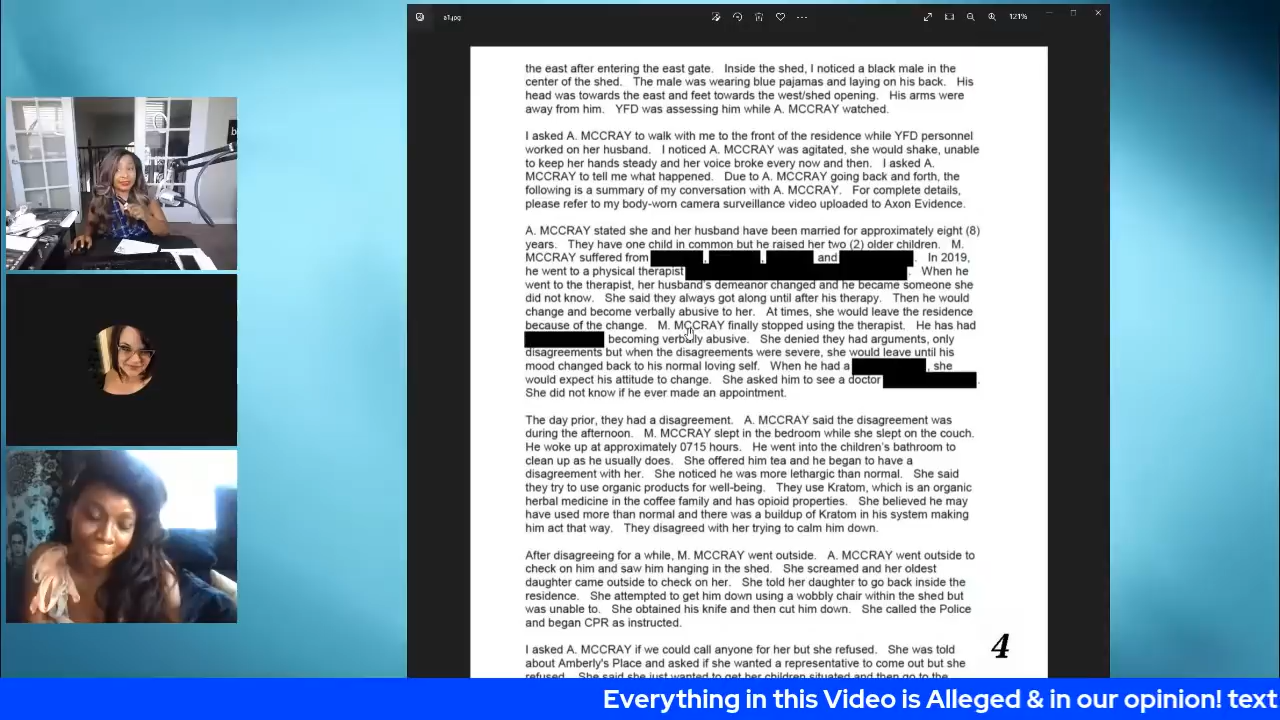 a1.jpg
121%
the east after entering the east gate. Inside the shed, I noticed a black male in the
center of the shed. The male was wearing blue pajamas and laying on his back. His
head was towards the east and feet towards the west/shed opening. His arms were
away from him. YFD was assessing him while A. MCCRAY watched.
I asked A. MCCRAY to walk with me to the front of the residence while YFD personnel
worked on her husband. I noticed A. MCCRAY was agitated, she would shake, unable
to keep her hands steady and her voice broke every now and then. I asked A.
MCCRAY to tell me what happened. Due to A. MCCRAY going back and forth, the
following is a summary of my conversation with A. MCCRAY. For complete details,
please refer to my body-worn camera surveillance video uploaded to Axon Evidence.
A. MCCRAY stated she and her husband have been married for approximately eight (8)
years. They have one child in common but he raised her two (2) older children. M.
MCCRAY suffered from , , and . In 2019,
he went to a physical therapist . When he
went to the therapist, her husband's demeanor changed and he became someone she
did not know. She said they always got along until after his therapy. Then he would
change and become verbally abusive to her. At times, she would leave the residence
because of the change. M. MCCRAY finally stopped using the therapist. He has had
becoming verbally abusive. She denied they had arguments, only
disagreements but when the disagreements were severe, she would leave until his
mood changed back to his normal loving self. When he had a , she
would expect his attitude to change. She asked him to see a doctor .
She did not know if he ever made an appointment.
The day prior, they had a disagreement. A. MCCRAY said the disagreement was
during the afternoon. M. MCCRAY slept in the bedroom while she slept on the couch.
He woke up at approximately 0715 hours. He went into the children's bathroom to
clean up as he usually does. She offered him tea and he began to have a
disagreement with her. She noticed he was more lethargic than normal. She said
they try to use organic products for well-being. They use Kratom, which is an organic
herbal medicine in the coffee family and has opioid properties. She believed he may
have used more than normal and there was a buildup of Kratom in his system making
him act that way. They disagreed with her trying to calm him down.
After disagreeing for a while, M. MCCRAY went outside. A. MCCRAY went outside to
check on him and saw him hanging in the shed. She screamed and her oldest
daughter came outside to check on her. She told her daughter to go back inside the
residence. She attempted to get him down using a wobbly chair within the shed but
was unable to. She obtained his knife and then cut him down. She called the Police
and began CPR as instructed.
4
I asked A. MCCRAY if we could call anyone for her but she refused. She was told
about Amberly's Place and asked if she wanted a representative to come out but she
refused. She said she just wanted to get her children situated and then go to the
Everything in this Video is Alleged & in our opinion! text